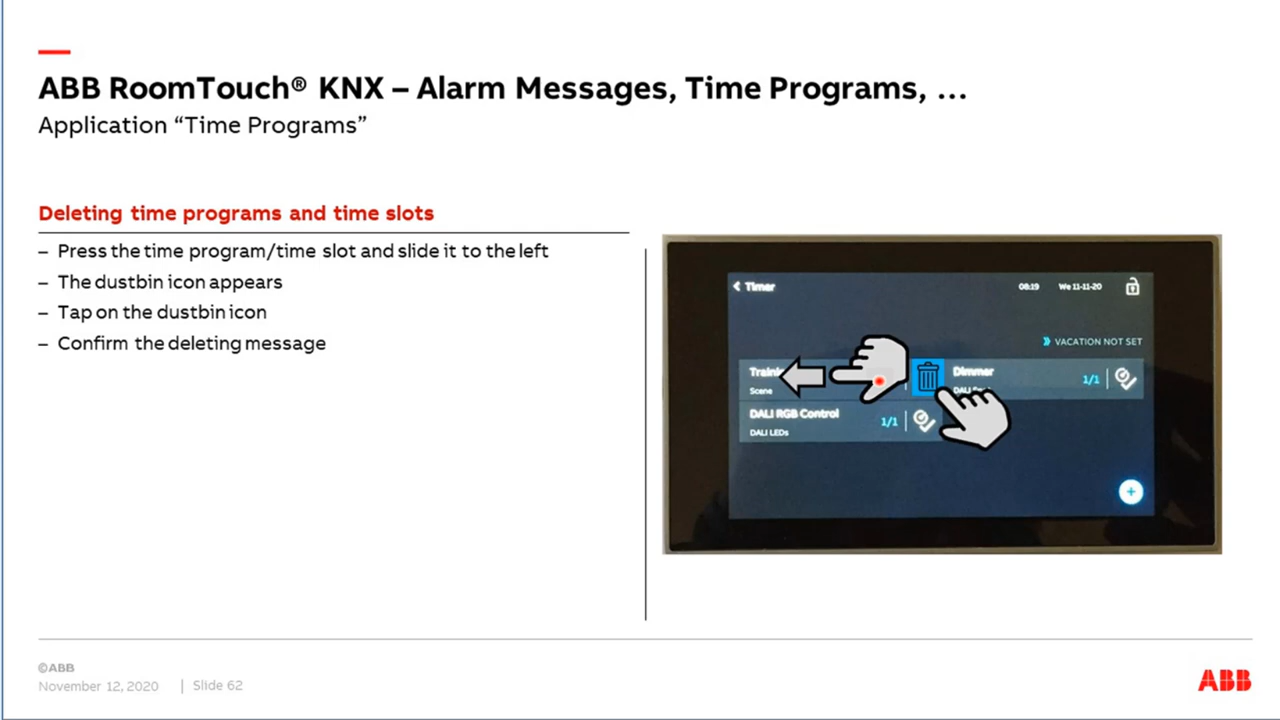 ABB RoomTouch® KNX – Alarm Messages, Time Programs, …
Application “Time Programs”
Deleting time programs and time slots
– Press the time program/time slot and slide it to the left
– The dustbin icon appears
– Tap on the dustbin icon
– Confirm the deleting message
Timer
08:19 We 11-11-20
VACATION NOT SET
Scene
Dimmer
1/1
DALI RGB Control
DALI LEDs
1/1
©ABB
November 12, 2020 | Slide 62
ABB